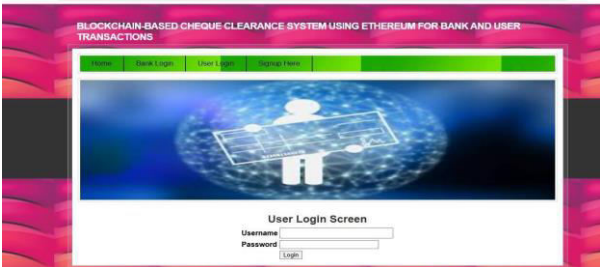 BLOCKCHAIN-BASED CHEQUE CLEARANCE SYSTEM USING ETHEREUM FOR BANK AND USER
TRANSACTIONS
Home Bank Login User Login Signup Here
User Login Screen
Username
Password
Login